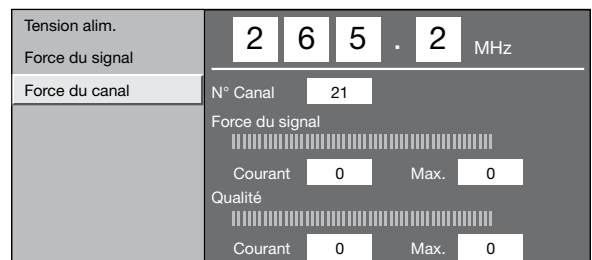 Tension alim.
Force du signal
Force du canal
2 6 5 . 2 MHz
N° Canal 21
Force du signal
Courant 0 Max. 0
Qualité
Courant 0 Max. 0